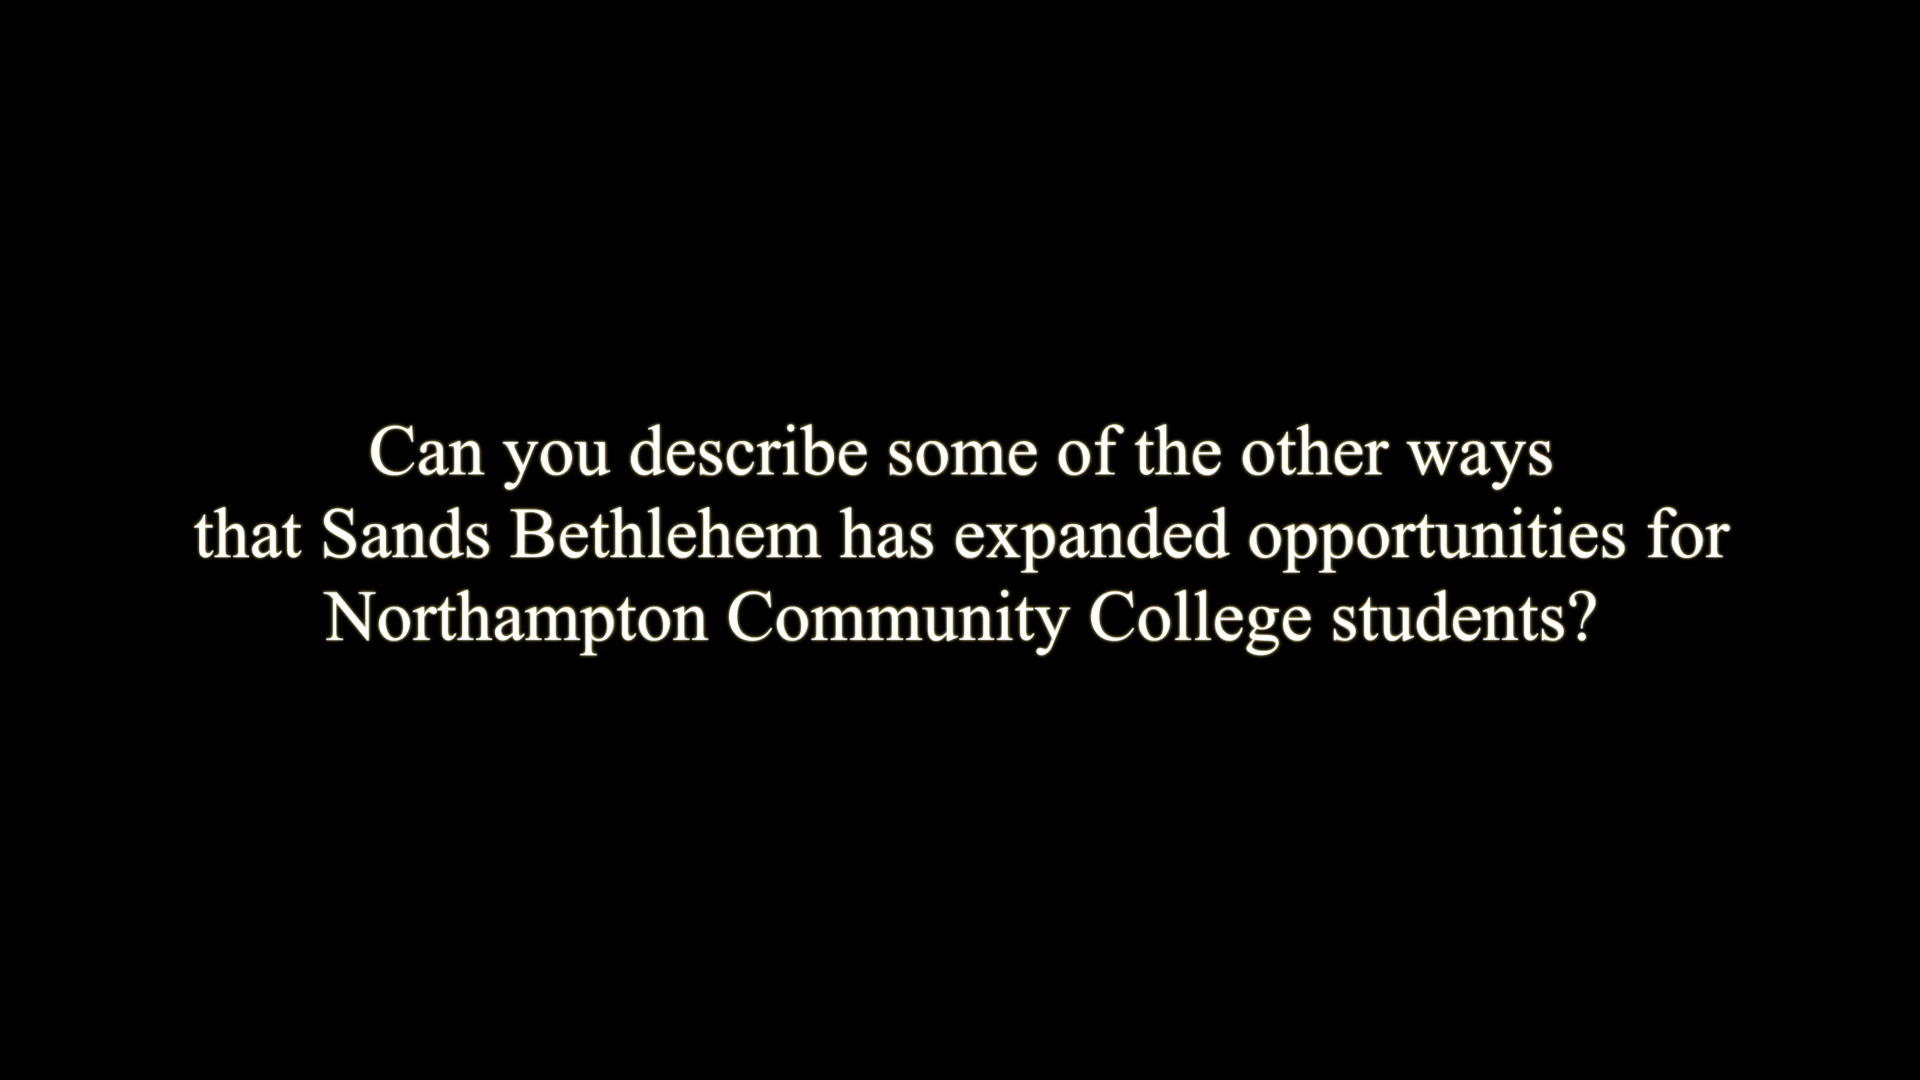 Can you describe some of the other ways
that Sands Bethlehem has expanded opportunities for
Northampton Community College students?